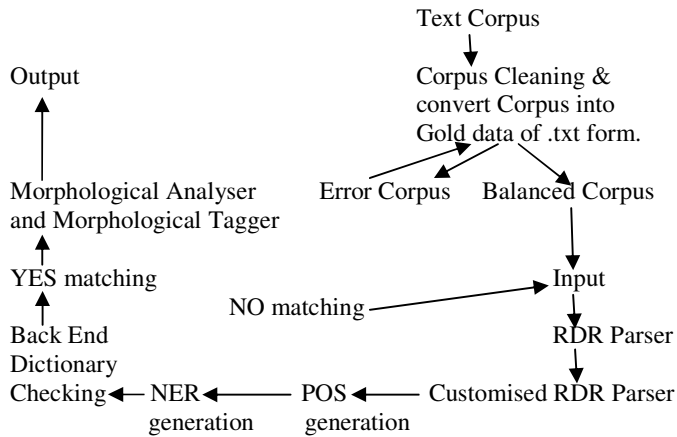 Text Corpus
Corpus Cleaning &
convert Corpus into
Gold data of .txt form.
Error Corpus
Balanced Corpus
Input
NO matching
RDR Parser
Customised RDR Parser
POS
generation
NER
generation
Back End
Dictionary
Checking
YES matching
Morphological Analyser
and Morphological Tagger
Output